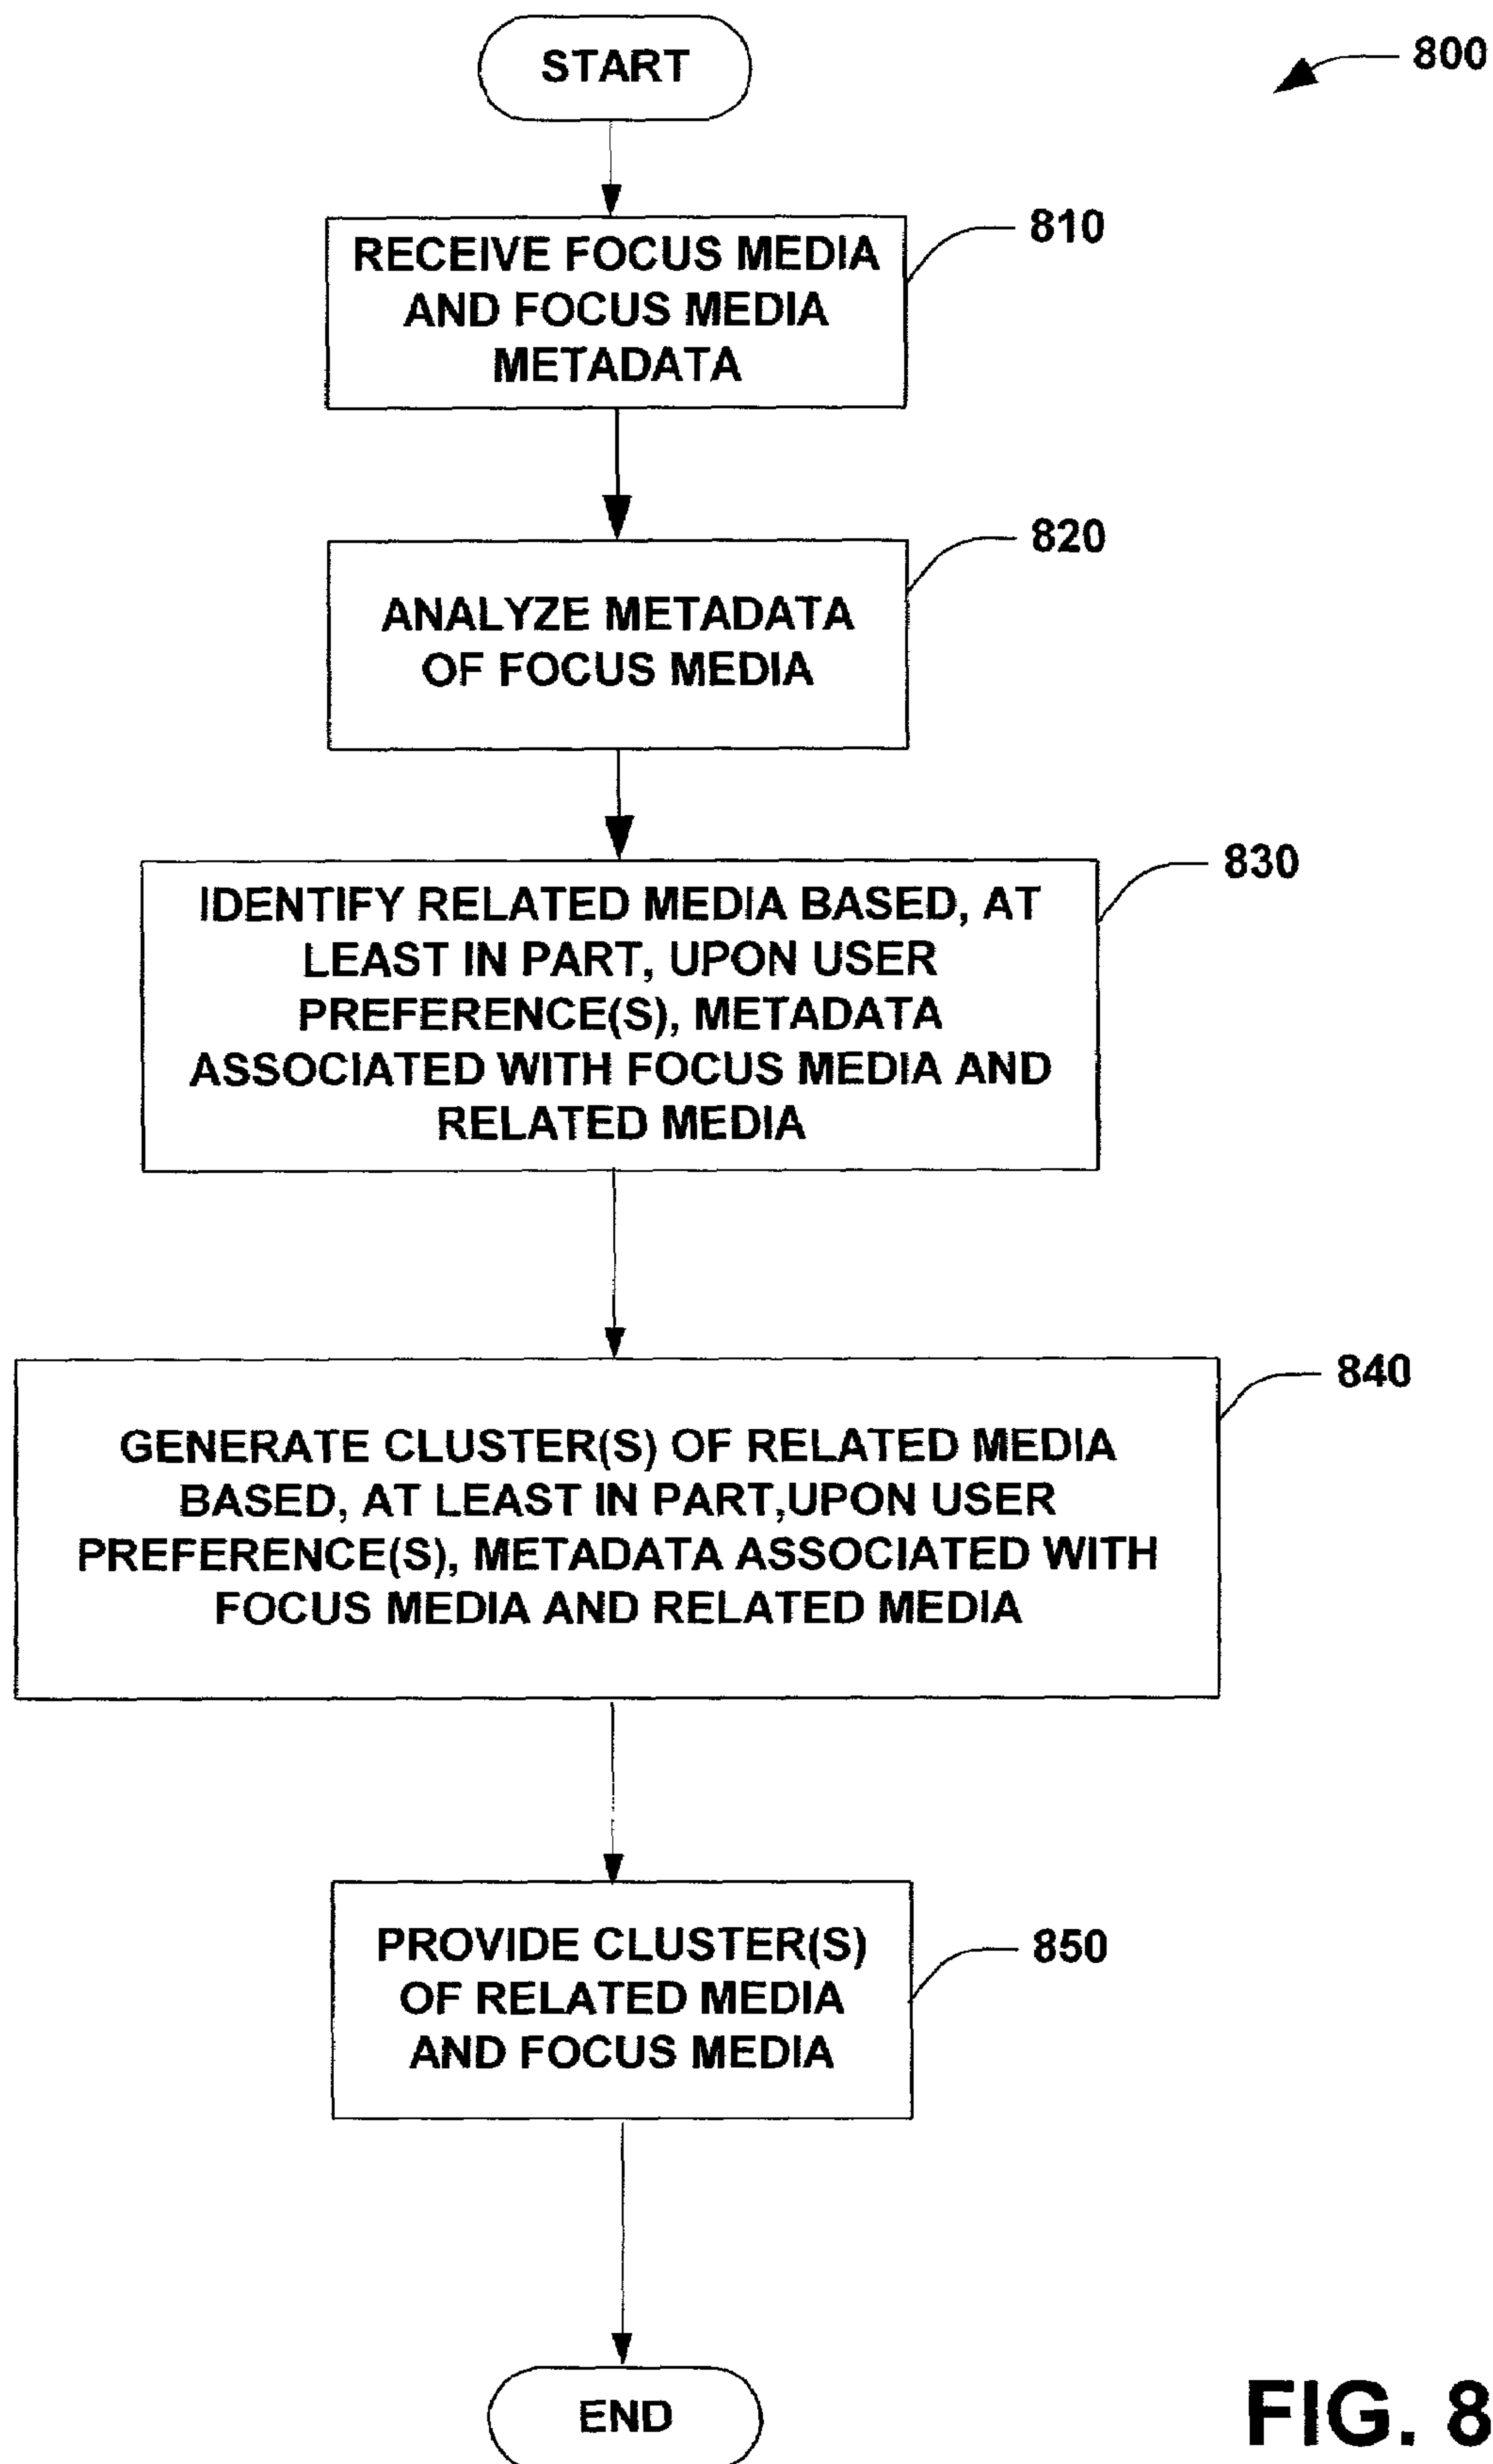 START
800
RECEIVE FOCUS MEDIA
AND FOCUS MEDIA
METADATA
810
ANALYZE METADATA
OF FOCUS MEDIA
820
IDENTIFY RELATED MEDIA BASED, AT
LEAST IN PART, UPON USER
PREFERENCE(S), METADATA
ASSOCIATED WITH FOCUS MEDIA AND
RELATED MEDIA
830
GENERATE CLUSTER(S) OF RELATED MEDIA
BASED, AT LEAST IN PART,UPON USER
PREFERENCE(S), METADATA ASSOCIATED WITH
FOCUS MEDIA AND RELATED MEDIA
840
PROVIDE CLUSTER(S)
OF RELATED MEDIA
AND FOCUS MEDIA
850
END
FIG. 8